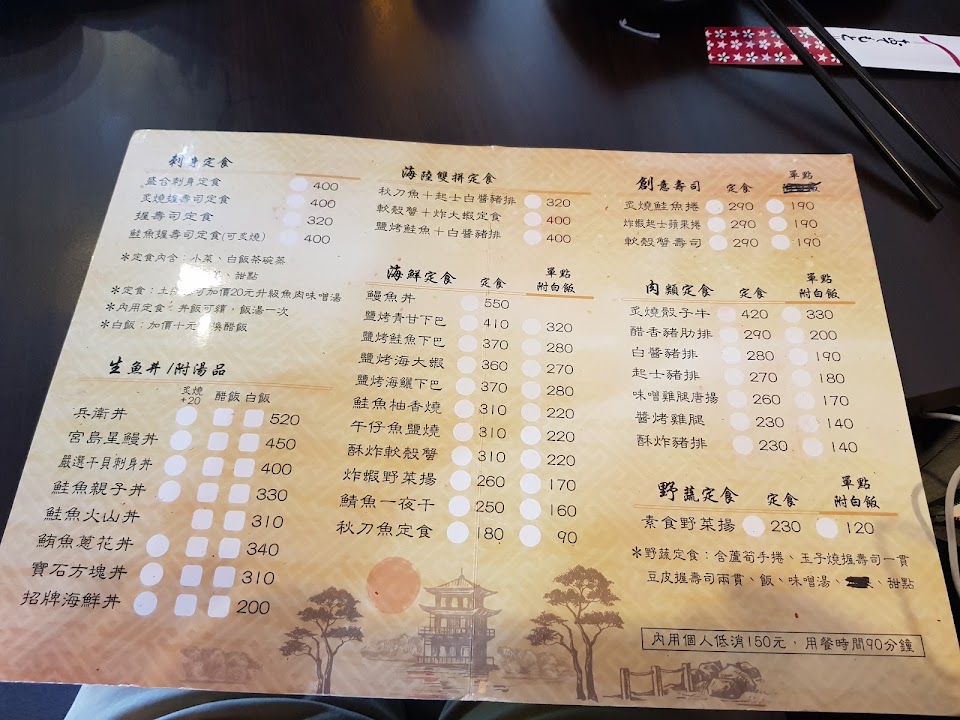 刺身定食
盛合刺身定食 400
炙燒握壽司定食 400
握壽司定食 320
鮭魚握壽司定食(可炙燒) 400
＊定食內含：小菜、白飯茶碗蒸
、甜點
＊定食：土 可加價20元升級魚肉味噌湯
＊內用定食：丼飯可續，飯湯一次
＊白飯：加價十元 換醋飯
生魚丼/附湯品
炙燒+20 醋飯 白飯
兵衛丼 520
宮島星鰻丼 450
嚴選干貝刺身丼 400
鮭魚親子丼 330
鮭魚火山丼 310
鮪魚蔥花丼 340
寶石方塊丼 310
招牌海鮮丼 200
海陸雙拼定食
秋刀魚＋起士白醬豬排 320
軟殼蟹＋炸大蝦定食 400
鹽烤鮭魚＋白醬豬排 400
海鮮定食 定食 單點附白飯
鰻魚丼 550
鹽烤青甘下巴 410 320
鹽烤鮭魚下巴 370 280
鹽烤海大蝦 360 270
鹽烤海鱺下巴 370 280
鮭魚柚香燒 310 220
午仔魚鹽燒 310 220
酥炸軟殼蟹 310 220
炸蝦野菜揚 260 170
鯖魚一夜干 250 160
秋刀魚定食 180 90
創意壽司 定食 單點
炙燒鮭魚捲 290 190
炸蝦起士蘋果捲 290 190
軟殼蟹壽司 290 190
肉類定食 定食 單點附白飯
炙燒骰子牛 420 330
醋香豬肋排 290 200
白醬豬排 280 190
起士豬排 270 180
味噌雞腿唐揚 260 170
醬烤雞腿 230 140
酥炸豬排 230 140
野蔬定食 定食 單點附白飯
素食野菜揚 230 120
＊野蔬定食：含蘆筍手捲、玉子燒握壽司一貫
豆皮握壽司兩貫、飯、味噌湯、 、甜點
內用個人低消150元，用餐時間90分鐘
おてもと